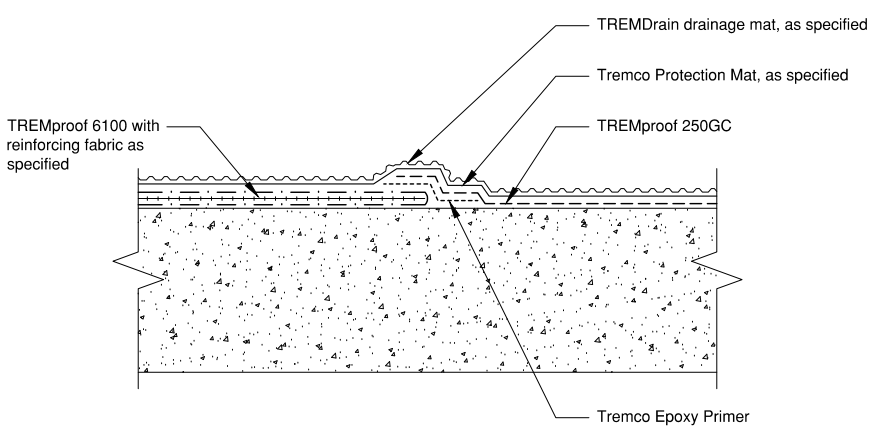 TREMDrain drainage mat, as specified
Tremco Protection Mat, as specified
TREMproof 6100 with
reinforcing fabric as
specified
TREMproof 250GC
Tremco Epoxy Primer